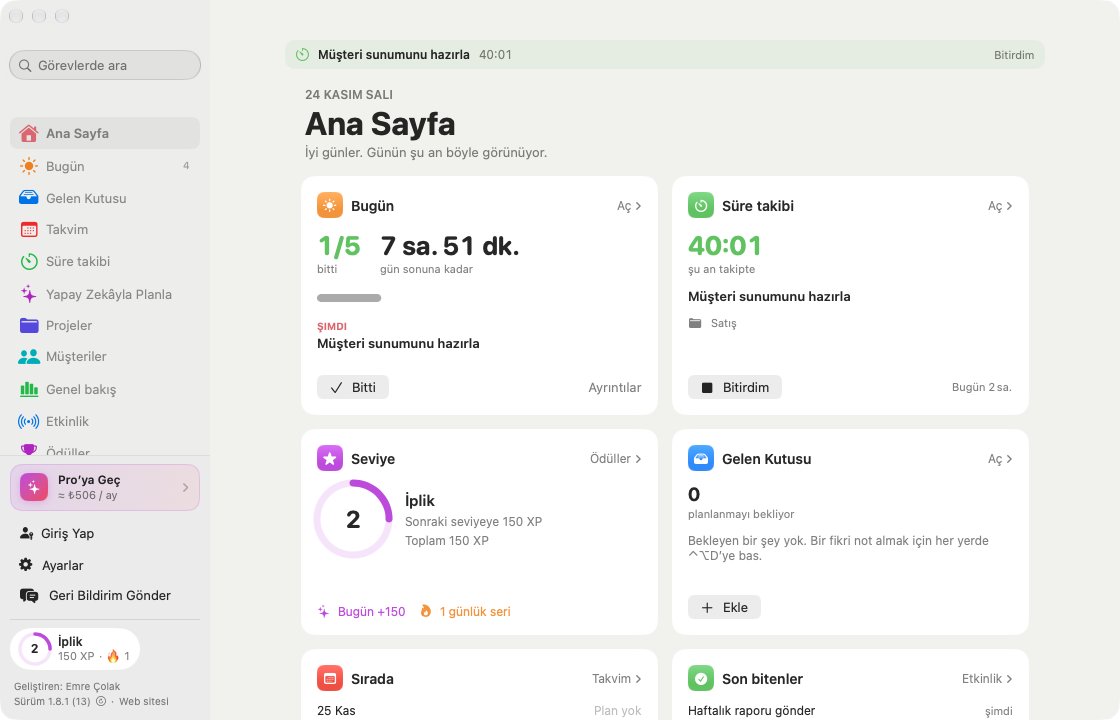 Görevlerde ara
Ana Sayfa
Bugün 4
Gelen Kutusu
Takvim
Süre takibi
Yapay Zekâyla Planla
Projeler
Müşteriler
Genel bakış
Etkinlik
Ödüller
Pro'ya Geç
≈ ₺506 / ay
Giriş Yap
Ayarlar
Geri Bildirim Gönder
2
İplik
150 XP · 1
Geliştiren: Emre Çolak
Sürüm 1.8.1 (13) · Web sitesi
Müşteri sunumunu hazırla 40:01 Bitirdim
24 KASIM SALI
Ana Sayfa
İyi günler. Günün şu an böyle görünüyor.
Bugün Aç
1/5 7 sa. 51 dk.
bitti gün sonuna kadar
ŞIMDI
Müşteri sunumunu hazırla
Bitti Ayrıntılar
Süre takibi Aç
40:01
şu an takipte
Müşteri sunumunu hazırla
Satış
Bitirdim Bugün 2 sa.
Seviye Ödüller
2
İplik
Sonraki seviyeye 150 XP
Toplam 150 XP
Bugün +150 1 günlük seri
Gelen Kutusu Aç
0
planlanmayı bekliyor
Bekleyen bir şey yok. Bir fikri not almak için her yerde
^⌥D'ye bas.
+ Ekle
Sırada Takvim
25 Kas Plan yok
Son bitenler Etkinlik
Haftalık raporu gönder şimdi